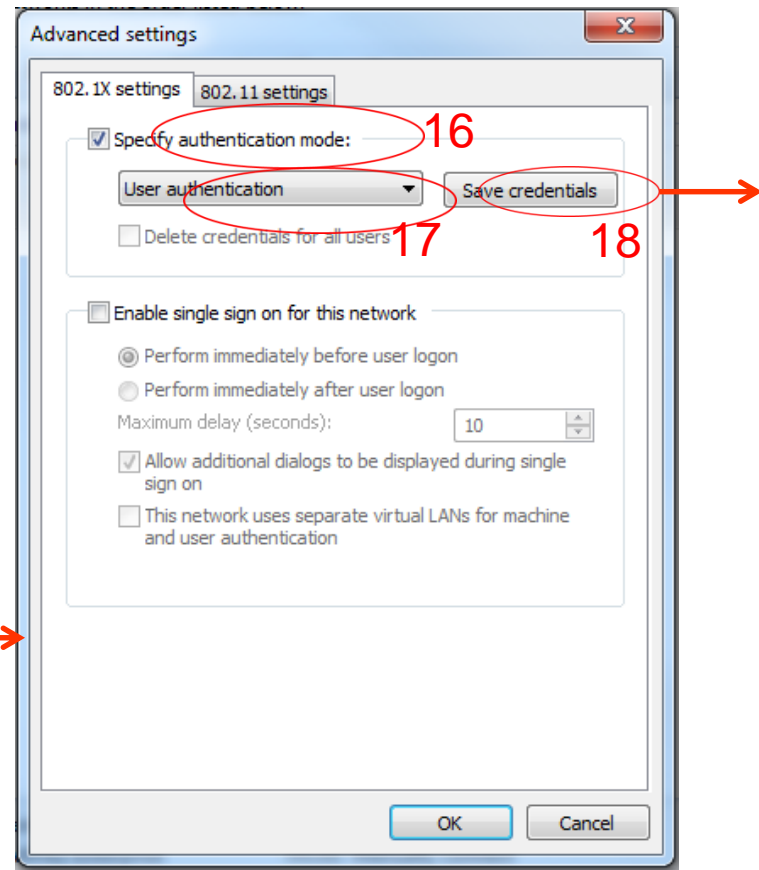 Advanced settings
X
802.1X settings 802.11 settings
Specify authentication mode: 16
User authentication Save credentials
Delete credentials for all users 17 18
Enable single sign on for this network
Perform immediately before user logon
Perform immediately after user logon
Maximum delay (seconds): 10
Allow additional dialogs to be displayed during single
sign on
This network uses separate virtual LANs for machine
and user authentication
OK Cancel